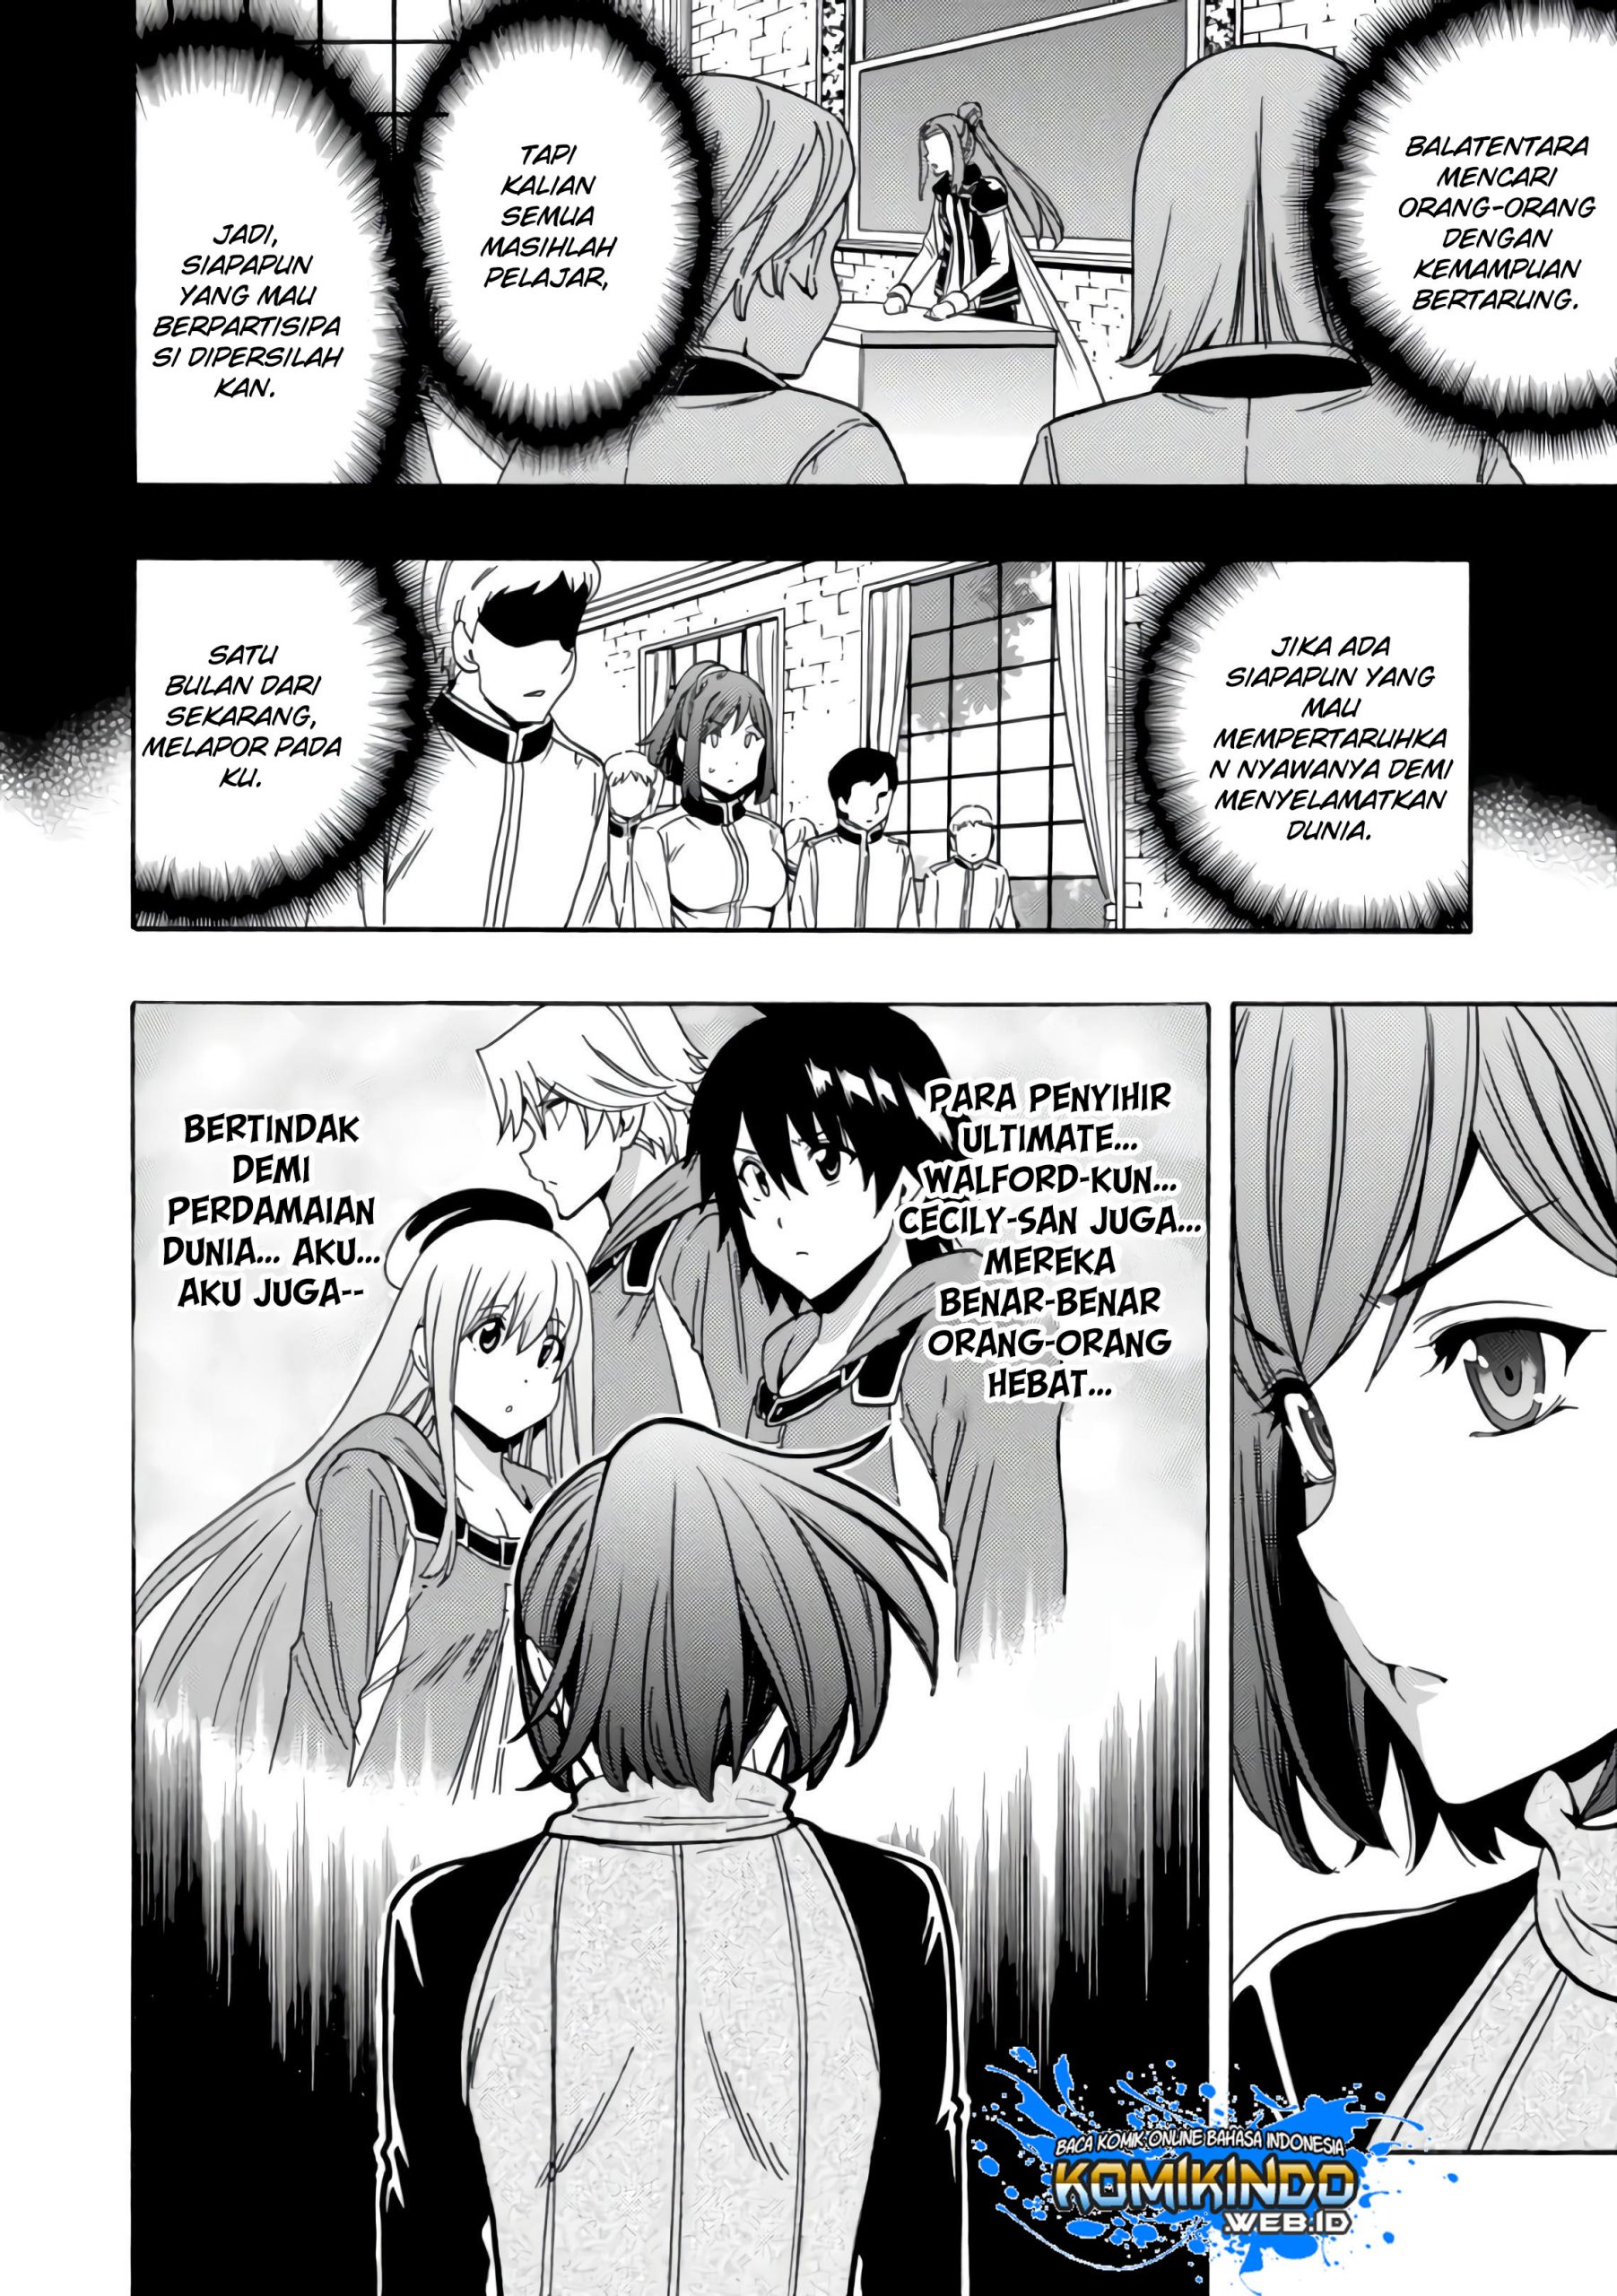 BALATENTARA
MENCARI
ORANG-ORANG
DENGAN
KEMAMPUAN
BERTARUNG.
TAPI
KALIAN
SEMUA
MASIHLAH
PELAJAR,
JADI,
SIAPAPUN
YANG MAU
BERPARTISIPA
SI DIPERSILAH
KAN.
JIKA ADA
SIAPAPUN YANG
MAU
MEMPERTARUHKA
N NYAWANYA DEMI
MENYELAMATKAN
DUNIA.
SATU
BULAN DARI
SEKARANG,
MELAPOR PADA
KU.
PARA PENYIHIR
ULTIMATE...
WALFORD-KUN...
CECILY-SAN JUGA...
MEREKA
BENAR-BENAR
ORANG-ORANG
HEBAT...
BERTINDAK
DEMI
PERDAMAIAN
DUNIA... AKU...
AKU JUGA--
BACA KOMIK ONLINE BAHASA INDONESIA
KOMIKINDO
.WEB.ID